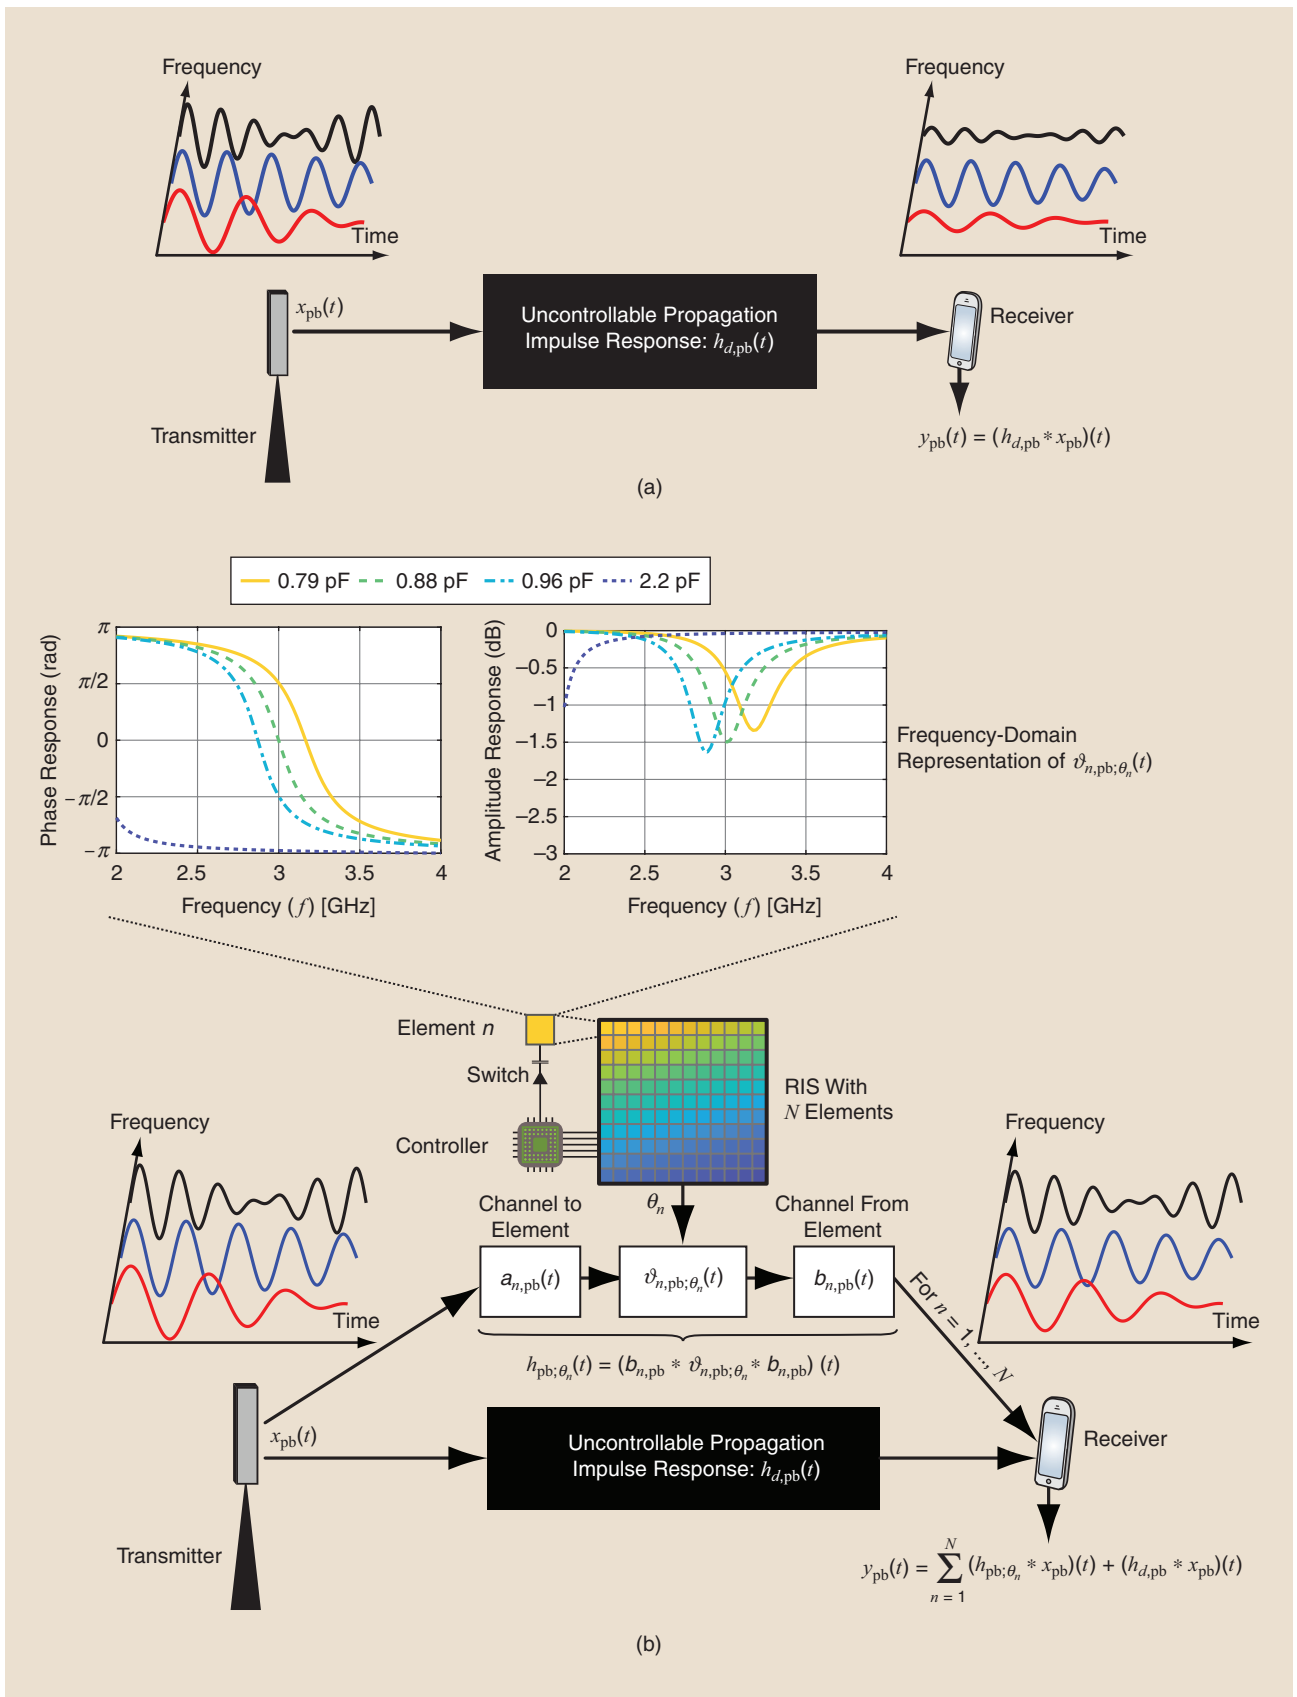 Frequency
Frequency
Time
Time
x_pb(t)
Uncontrollable Propagation
Impulse Response: h_d,pb(t)
Receiver
Transmitter
y_pb(t) = (h_d,pb * x_pb)(t)
(a)
0.79 pF
0.88 pF
0.96 pF
2.2 pF
Phase Response (rad)
π
π/2
0
−π/2
−π
2
2.5
3
3.5
4
Frequency (f) [GHz]
Amplitude Response (dB)
0
−0.5
−1
−1.5
−2
−2.5
−3
2
2.5
3
3.5
4
Frequency (f) [GHz]
Frequency-Domain
Representation of ϑ_n,pb;θ_n(t)
Element n
Switch
Controller
RIS With
N Elements
Frequency
Time
Frequency
Time
θ_n
Channel to
Element
Channel From
Element
a_n,pb(t)
ϑ_n,pb;θ_n(t)
b_n,pb(t)
For n = 1, ..., N
h_pb;θ_n(t) = (b_n,pb * ϑ_n,pb;θ_n * b_n,pb) (t)
x_pb(t)
Uncontrollable Propagation
Impulse Response: h_d,pb(t)
Receiver
Transmitter
y_pb(t) = ∑_{n = 1}^{N} (h_pb;θ_n * x_pb)(t) + (h_d,pb * x_pb)(t)
(b)